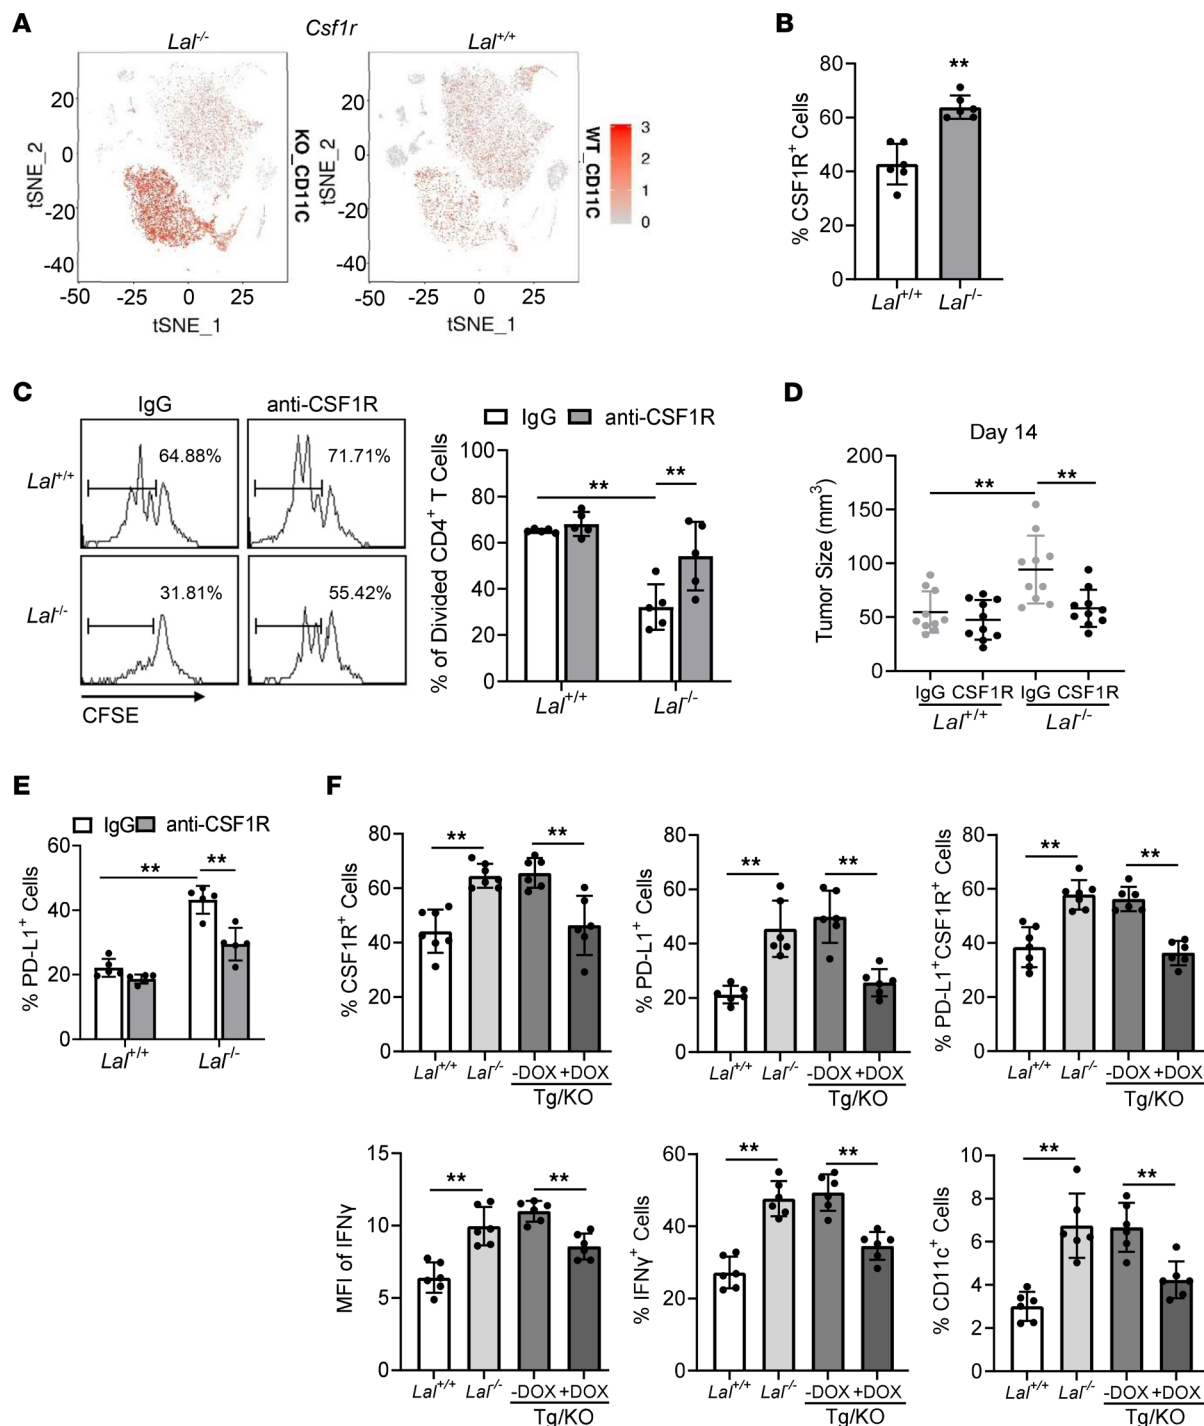 A
Csf1r
Lal-/-
Lal+/+
20
0
-20
-40
tSNE_2
-50 -25 0 25
tSNE_1
KO_CD11C
20
0
-20
-40
tSNE_2
-50 -25 0 25
tSNE_1
WT_CD11C
3
2
1
0
B
% CSF1R+ Cells
80
60
40
20
0
**
Lal+/+ Lal-/-
C
IgG anti-CSF1R
Lal+/+
64.88%
71.71%
Lal-/-
31.81%
55.42%
CFSE
IgG anti-CSF1R
% of Divided CD4+ T Cells
100
80
60
40
20
0
** **
Lal+/+ Lal-/-
D
Day 14
Tumor Size (mm3)
200
150
100
50
0
** **
IgG CSF1R IgG CSF1R
Lal+/+ Lal-/-
E
IgG anti-CSF1R
% PD-L1+ Cells
60
40
20
0
** **
Lal+/+ Lal-/-
F
% CSF1R+ Cells
80
60
40
20
0
** **
Lal+/+ Lal-/- -DOX +DOX
Tg/KO
% PD-L1+ Cells
80
60
40
20
0
** **
Lal+/+ Lal-/- -DOX +DOX
Tg/KO
% PD-L1+CSF1R+ Cells
80
60
40
20
0
** **
Lal+/+ Lal-/- -DOX +DOX
Tg/KO
MFI of IFNγ
15
10
5
0
** **
Lal+/+ Lal-/- -DOX +DOX
Tg/KO
% IFNγ+ Cells
60
40
20
0
** **
Lal+/+ Lal-/- -DOX +DOX
Tg/KO
% CD11c+ Cells
10
8
6
4
2
0
** **
Lal+/+ Lal-/- -DOX +DOX
Tg/KO